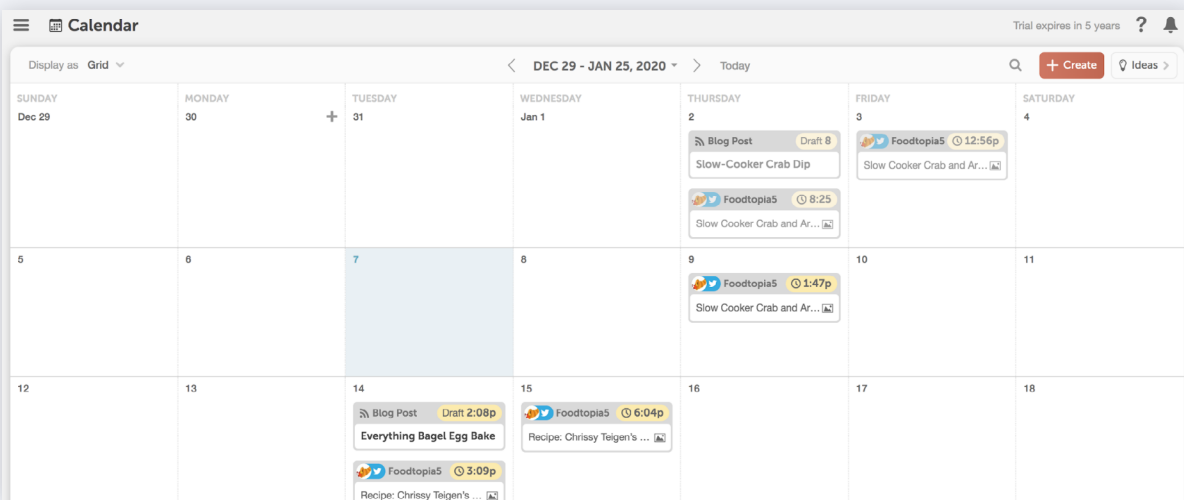 Calendar
Trial expires in 5 years ?
Display as Grid
DEC 29 - JAN 25, 2020
Today
+ Create
Ideas
SUNDAY MONDAY TUESDAY WEDNESDAY THURSDAY FRIDAY SATURDAY
Dec 29 30 + 31 Jan 1 2 3 4
Blog Post Draft 8
Slow-Cooker Crab Dip
Foodtopia5 8:25
Slow Cooker Crab and Ar...
Foodtopia5 12:56p
Slow Cooker Crab and Ar...
5 6 7 8 9 10 11
Foodtopia5 1:47p
Slow Cooker Crab and Ar...
12 13 14 15 16 17 18
Blog Post Draft 2:08p
Everything Bagel Egg Bake
Foodtopia5 3:09p
Recipe: Chrissy Teigen's ...
Foodtopia5 6:04p
Recipe: Chrissy Teigen's ...